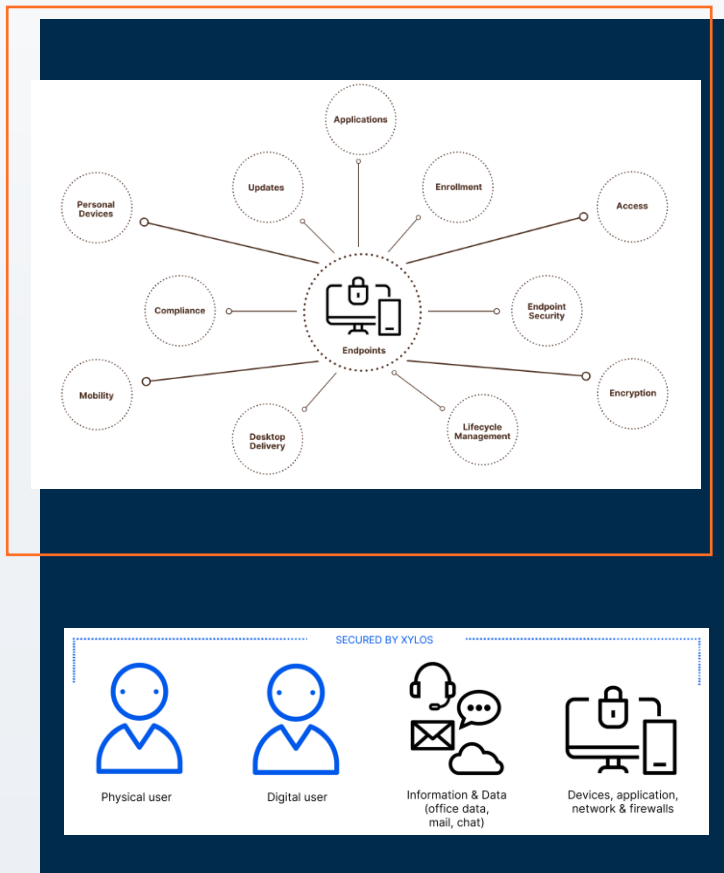 Applications
Updates
Enrollment
Personal
Devices
Access
Compliance
Endpoint
Security
Endpoints
Mobility
Encryption
Desktop
Delivery
Lifecycle
Management
SECURED BY XYLOS
Physical user
Digital user
Information & Data
(office data,
mail, chat)
Devices, application,
network & firewalls